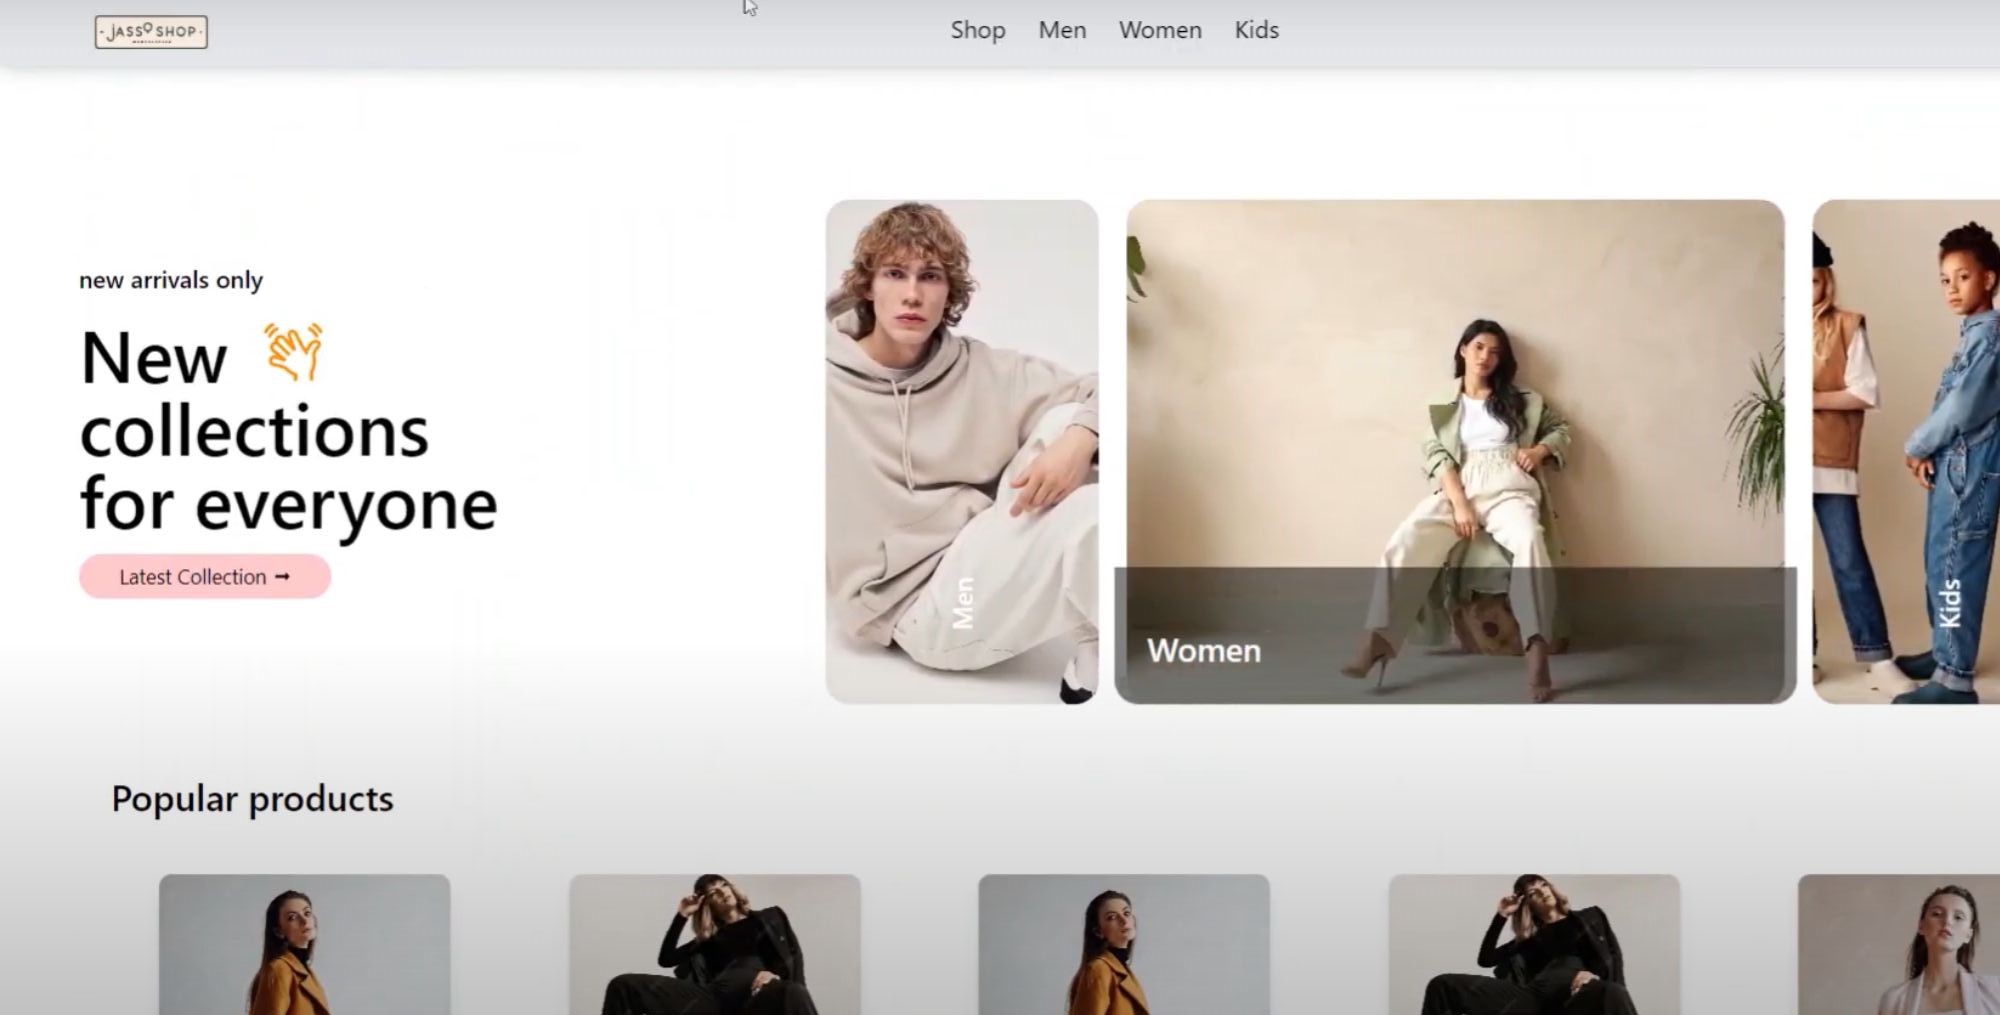 JASSO SHOP
Shop Men Women Kids
new arrivals only
New
collections
for everyone
Latest Collection →
Men
Women
Kids
Popular products